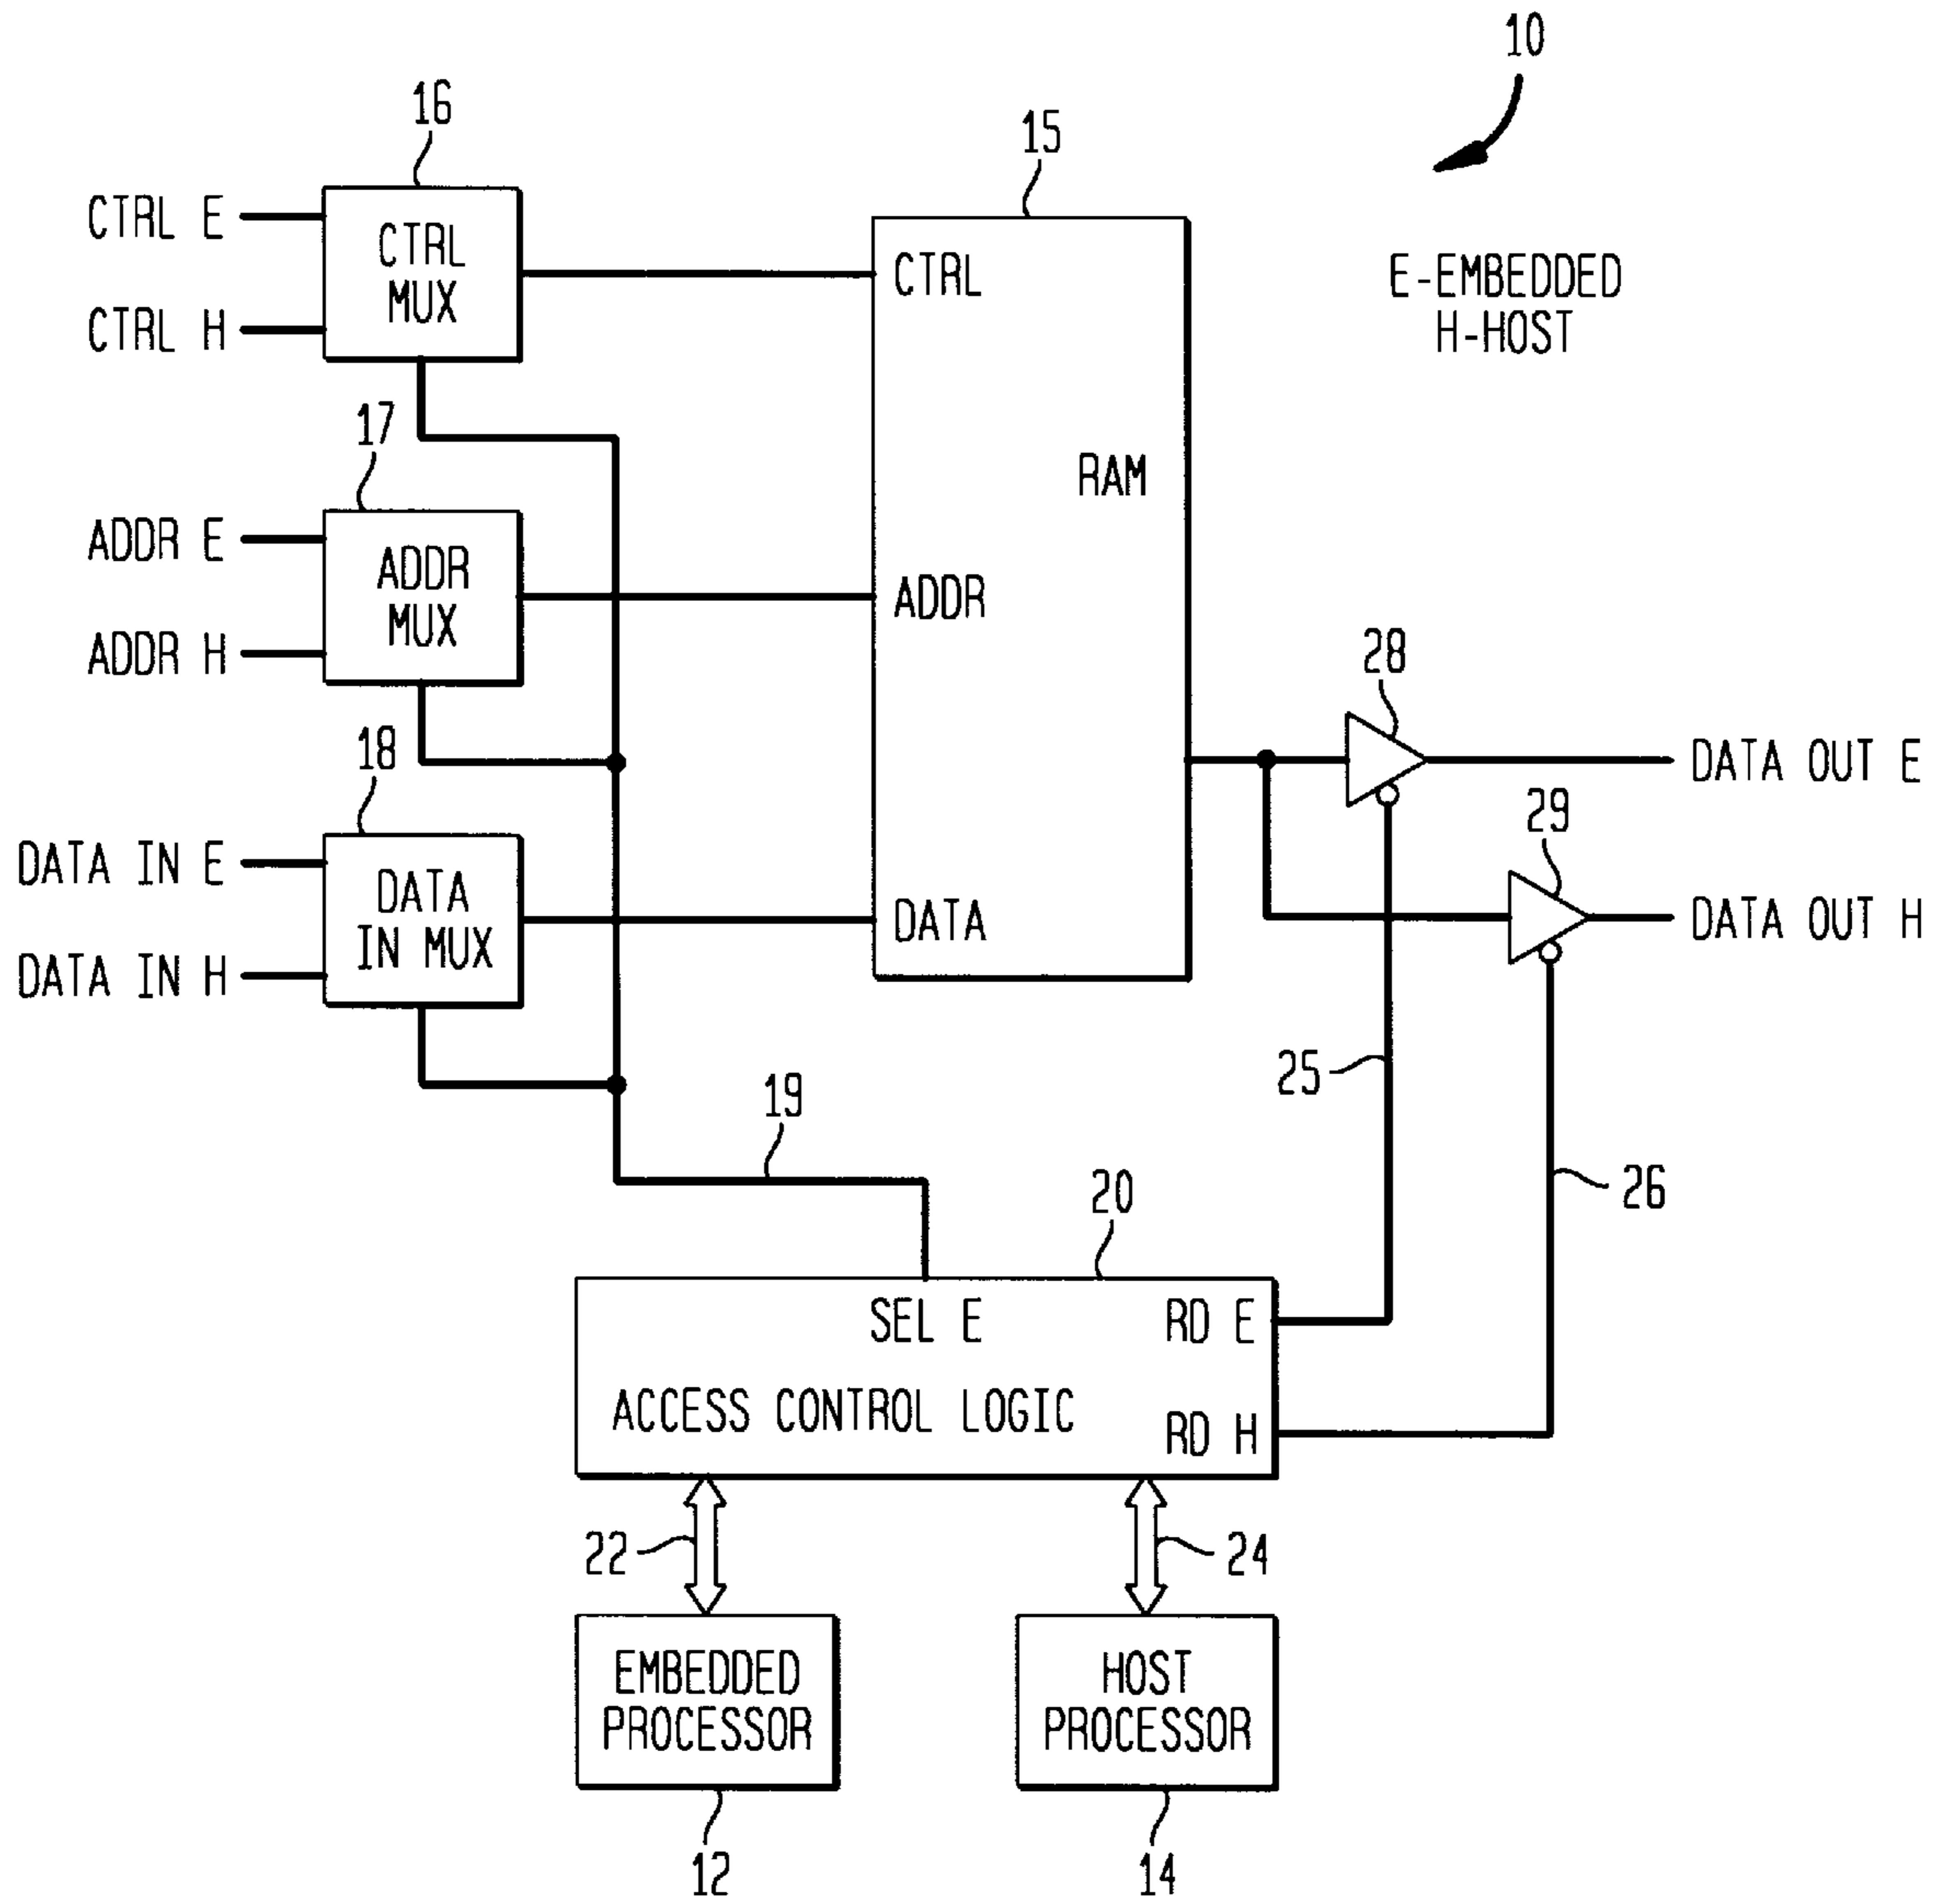 10
16
15
CTRL E
CTRL
MUX
CTRL H
CTRL
E-EMBEDDED
H-HOST
17
RAM
ADDR E
ADDR
MUX
ADDR H
ADDR
28
18
DATA OUT E
29
DATA IN E
DATA
IN MUX
DATA IN H
DATA
DATA OUT H
25
19
20
26
SEL E
RD E
ACCESS CONTROL LOGIC
RD H
22
24
EMBEDDED
PROCESSOR
HOST
PROCESSOR
12
14